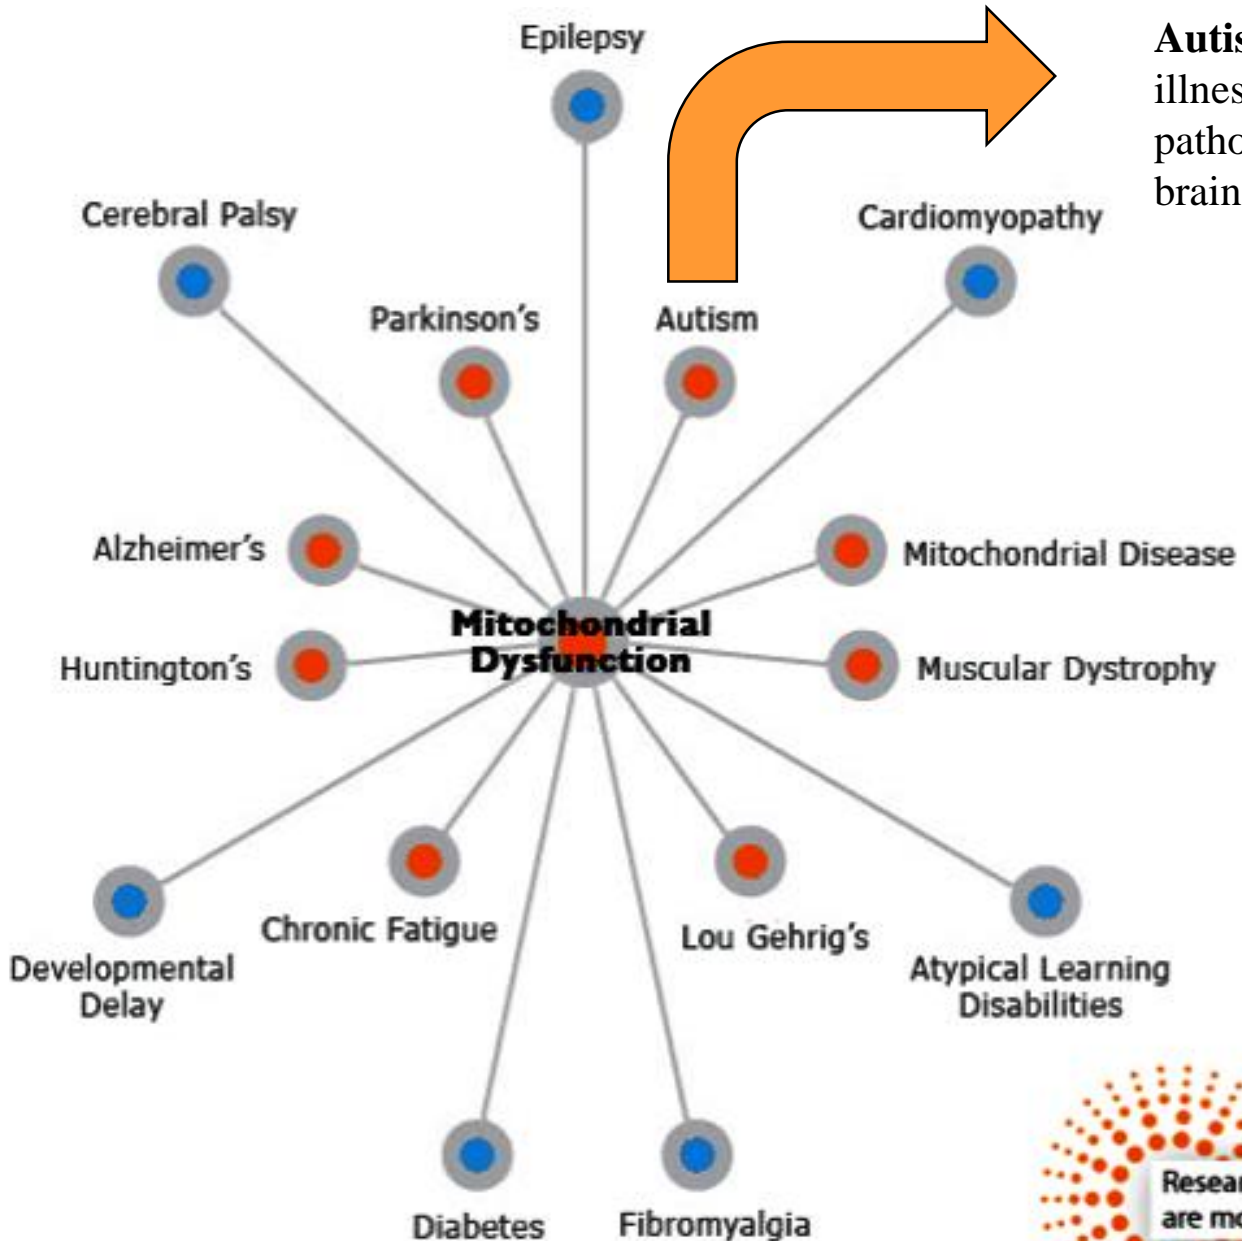 Epilepsy
Cerebral Palsy
Cardiomyopathy
Parkinson's
Autism
Alzheimer's
Mitochondrial Disease
Mitochondrial
Dysfunction
Huntington's
Muscular Dystrophy
Chronic Fatigue
Lou Gehrig's
Developmental
Delay
Atypical Learning
Disabilities
Diabetes
Fibromyalgia
are